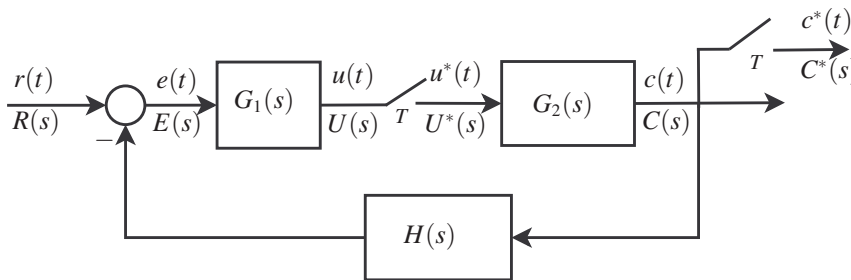 c*(t)
r(t) e(t) G₁(s) u(t) u*(t) G₂(s) c(t) T C*(s)
R(s) E(s) U(s) T U*(s) C(s)
−
H(s)